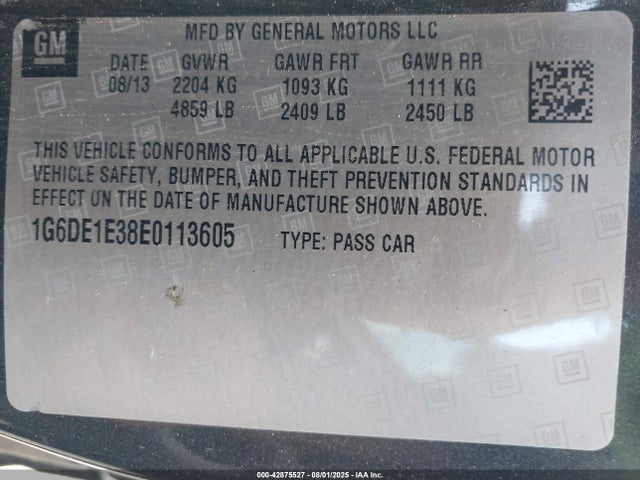 GM
MFD BY GENERAL MOTORS LLC
DATE GVWR GAWR FRT GAWR RR
08/13 2204 KG 1093 KG 1111 KG
4859 LB 2409 LB 2450 LB
THIS VEHICLE CONFORMS TO ALL APPLICABLE U.S. FEDERAL MOTOR
VEHICLE SAFETY, BUMPER, AND THEFT PREVENTION STANDARDS IN
EFFECT ON THE DATE OF MANUFACTURE SHOWN ABOVE.
1G6DE1E38E0113605 TYPE: PASS CAR
000-42875527 - 08/01/2025 - IAA Inc.